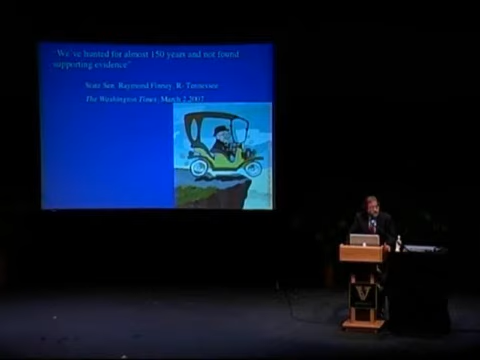 "We've hunted for almost 150 years and not found
supporting evidence"
State Sen. Raymond Finney, R- Tennessee
The Washington Times, March 2 2007